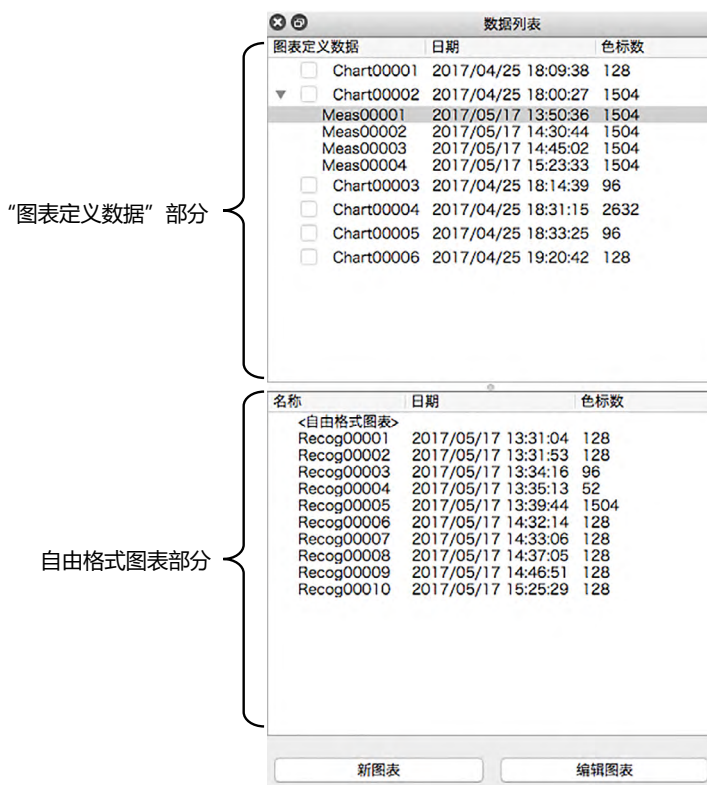 数据列表
图表定义数据 日期 色标数
Chart00001 2017/04/25 18:09:38 128
Chart00002 2017/04/25 18:00:27 1504
Meas00001 2017/05/17 13:50:36 1504
Meas00002 2017/05/17 14:30:44 1504
Meas00003 2017/05/17 14:45:02 1504
Meas00004 2017/05/17 15:23:33 1504
Chart00003 2017/04/25 18:14:39 96
Chart00004 2017/04/25 18:31:15 2632
Chart00005 2017/04/25 18:33:25 96
Chart00006 2017/04/25 19:20:42 128
“图表定义数据”部分
名称 日期 色标数
<自由格式图表>
Recog00001 2017/05/17 13:31:04 128
Recog00002 2017/05/17 13:31:53 128
Recog00003 2017/05/17 13:34:16 96
Recog00004 2017/05/17 13:35:13 52
Recog00005 2017/05/17 13:39:44 1504
Recog00006 2017/05/17 14:32:14 128
Recog00007 2017/05/17 14:33:06 128
Recog00008 2017/05/17 14:37:05 128
Recog00009 2017/05/17 14:46:51 128
Recog00010 2017/05/17 15:25:29 128
自由格式图表部分
新图表 编辑图表